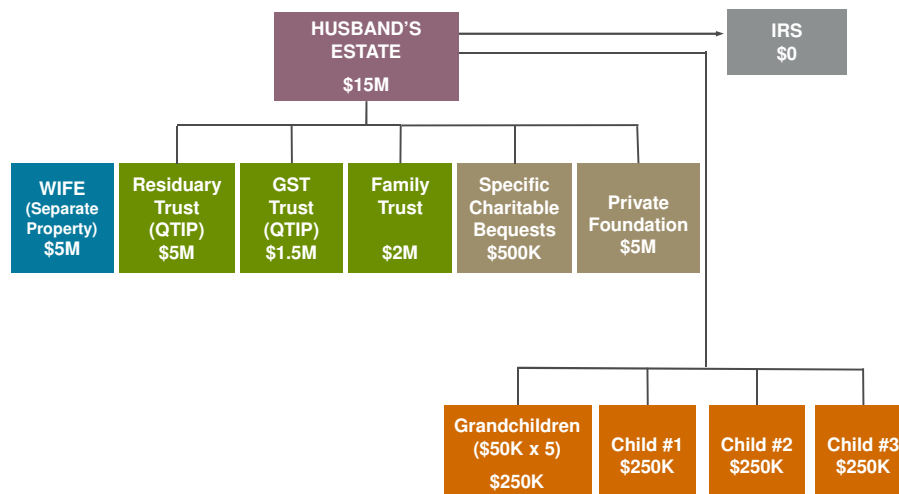 HUSBAND'S
ESTATE
$15M
IRS
$0
WIFE
(Separate
Property)
$5M
Residuary
Trust
(QTIP)
$5M
GST
Trust
(QTIP)
$1.5M
Family
Trust
$2M
Specific
Charitable
Bequests
$500K
Private
Foundation
$5M
Grandchildren
($50K x 5)
$250K
Child #1
$250K
Child #2
$250K
Child #3
$250K